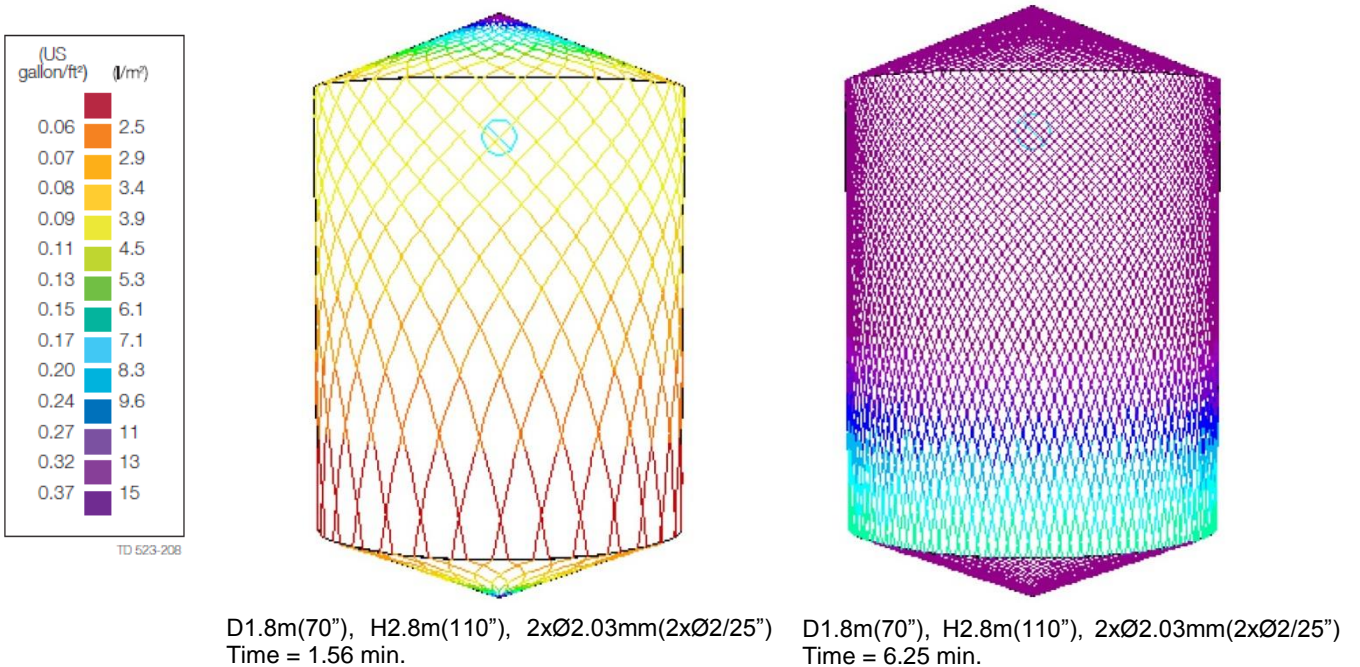 (US
gallon/ft²) (l/m²)
0.06 2.5
0.07 2.9
0.08 3.4
0.09 3.9
0.11 4.5
0.13 5.3
0.15 6.1
0.17 7.1
0.20 8.3
0.24 9.6
0.27 11
0.32 13
0.37 15
TD 523-208
D1.8m(70”), H2.8m(110”), 2xØ2.03mm(2xØ2/25”)
Time = 1.56 min.
D1.8m(70”), H2.8m(110”), 2xØ2.03mm(2xØ2/25”)
Time = 6.25 min.